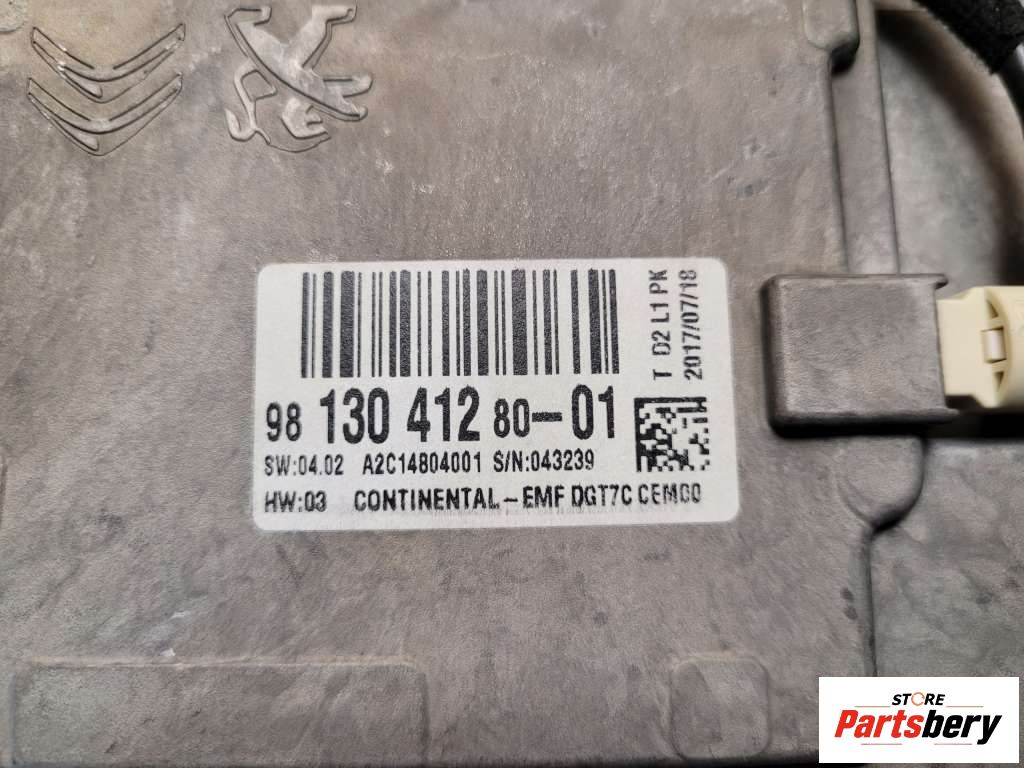 T D2 L1 PK
2017/07/18
98 130 412 80-01
SW:04.02 A2C14804001 S/N:043239
HW:03 CONTINENTAL-EMF DGT7C CEM00
STORE
Partsbery